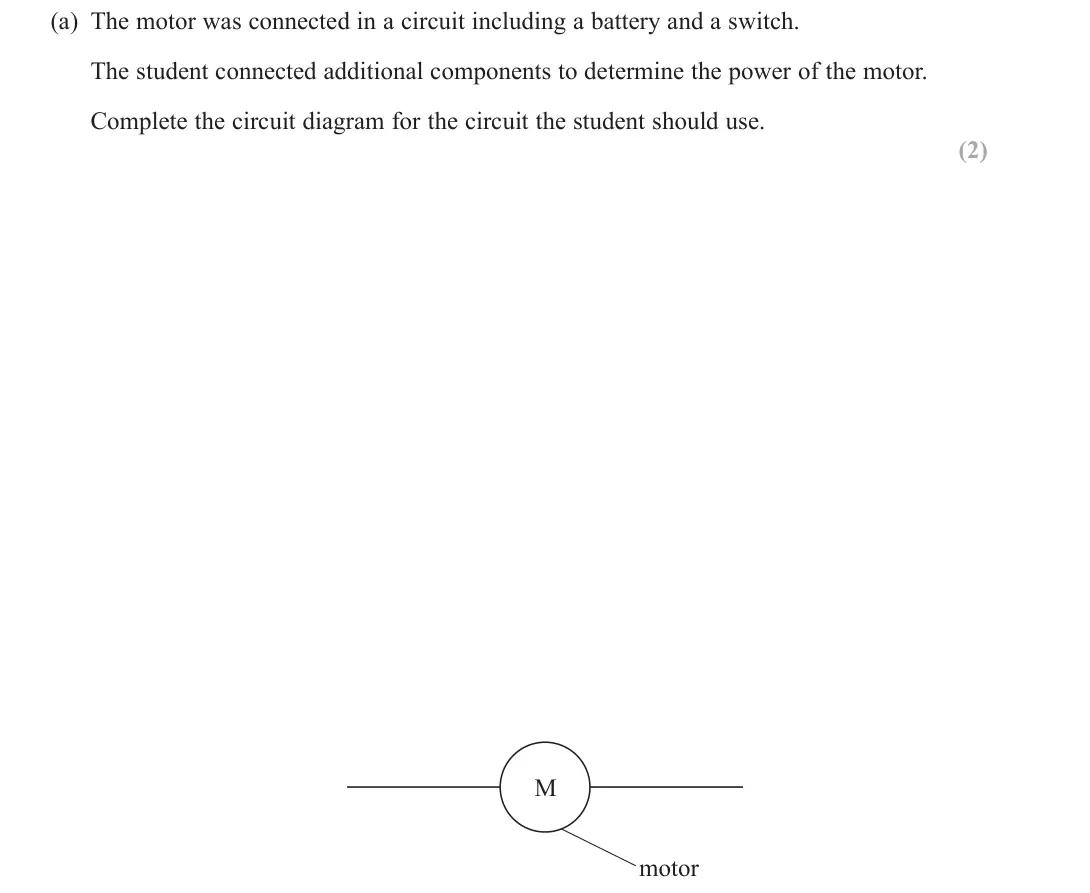 (a) The motor was connected in a circuit including a battery and a switch.
The student connected additional components to determine the power of the motor.
Complete the circuit diagram for the circuit the student should use.
(2)
M
motor